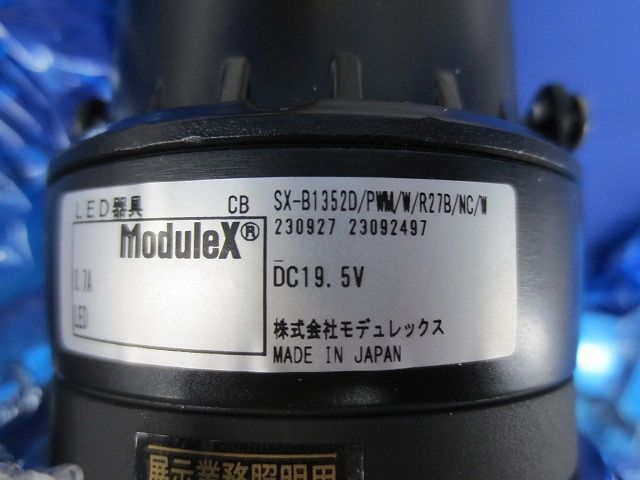 LED器具 CB SX-B1352D/PWM/W/R27B/NC/W
ModuleX® 230927 23092497
0.7A DC19.5V
LED
株式会社モデュレックス
MADE IN JAPAN
展示業務照明用